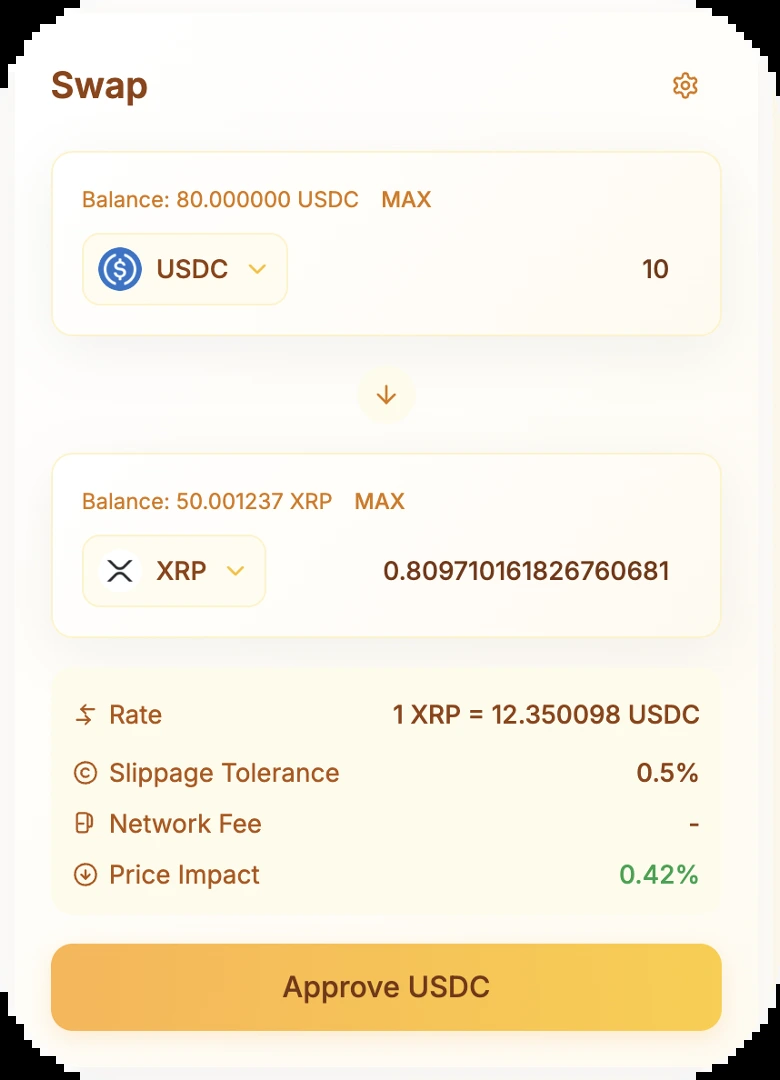 Swap
Balance: 80.000000 USDC MAX
USDC 10
Balance: 50.001237 XRP MAX
XRP 0.809710161826760681
Rate 1 XRP = 12.350098 USDC
Slippage Tolerance 0.5%
Network Fee -
Price Impact 0.42%
Approve USDC